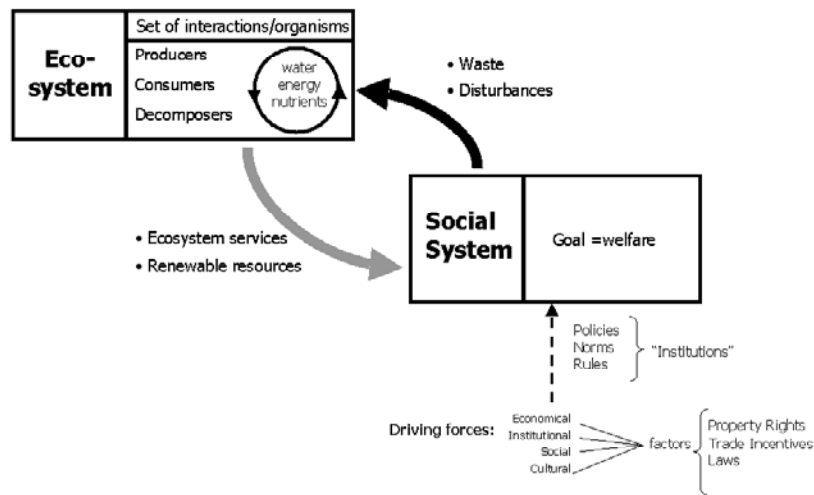 Eco-
system
Set of interactions/organisms
Producers
Consumers
Decomposers
water
energy
nutrients
• Waste
• Disturbances
• Ecosystem services
• Renewable resources
Social
System
Goal =welfare
Policies
Norms
Rules
"Institutions"
Driving forces:
Economical
Institutional
Social
Cultural
factors
Property Rights
Trade Incentives
Laws